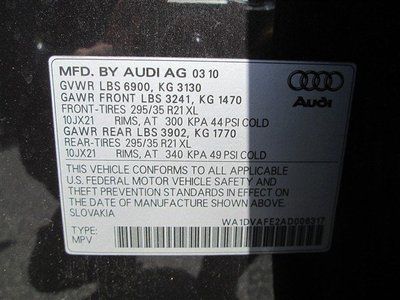 MFD. BY AUDI AG 03 10
GVWR LBS 6900, KG 3130
GAWR FRONT LBS 3241, KG 1470
FRONT-TIRES 295/35 R21 XL
10JX21 RIMS, AT 300 KPA 44 PSI COLD
GAWR REAR LBS 3902, KG 1770
REAR-TIRES 295/35 R21 XL
10JX21 RIMS, AT 340 KPA 49 PSI COLD
THIS VEHICLE CONFORMS TO ALL APPLICABLE
U.S. FEDERAL MOTOR VEHICLE SAFETY AND
THEFT PREVENTION STANDARDS IN EFFECT ON
THE DATE OF MANUFACTURE SHOWN ABOVE.
SLOVAKIA
WA1DVAFE2AD006317
TYPE:
MPV
Audi